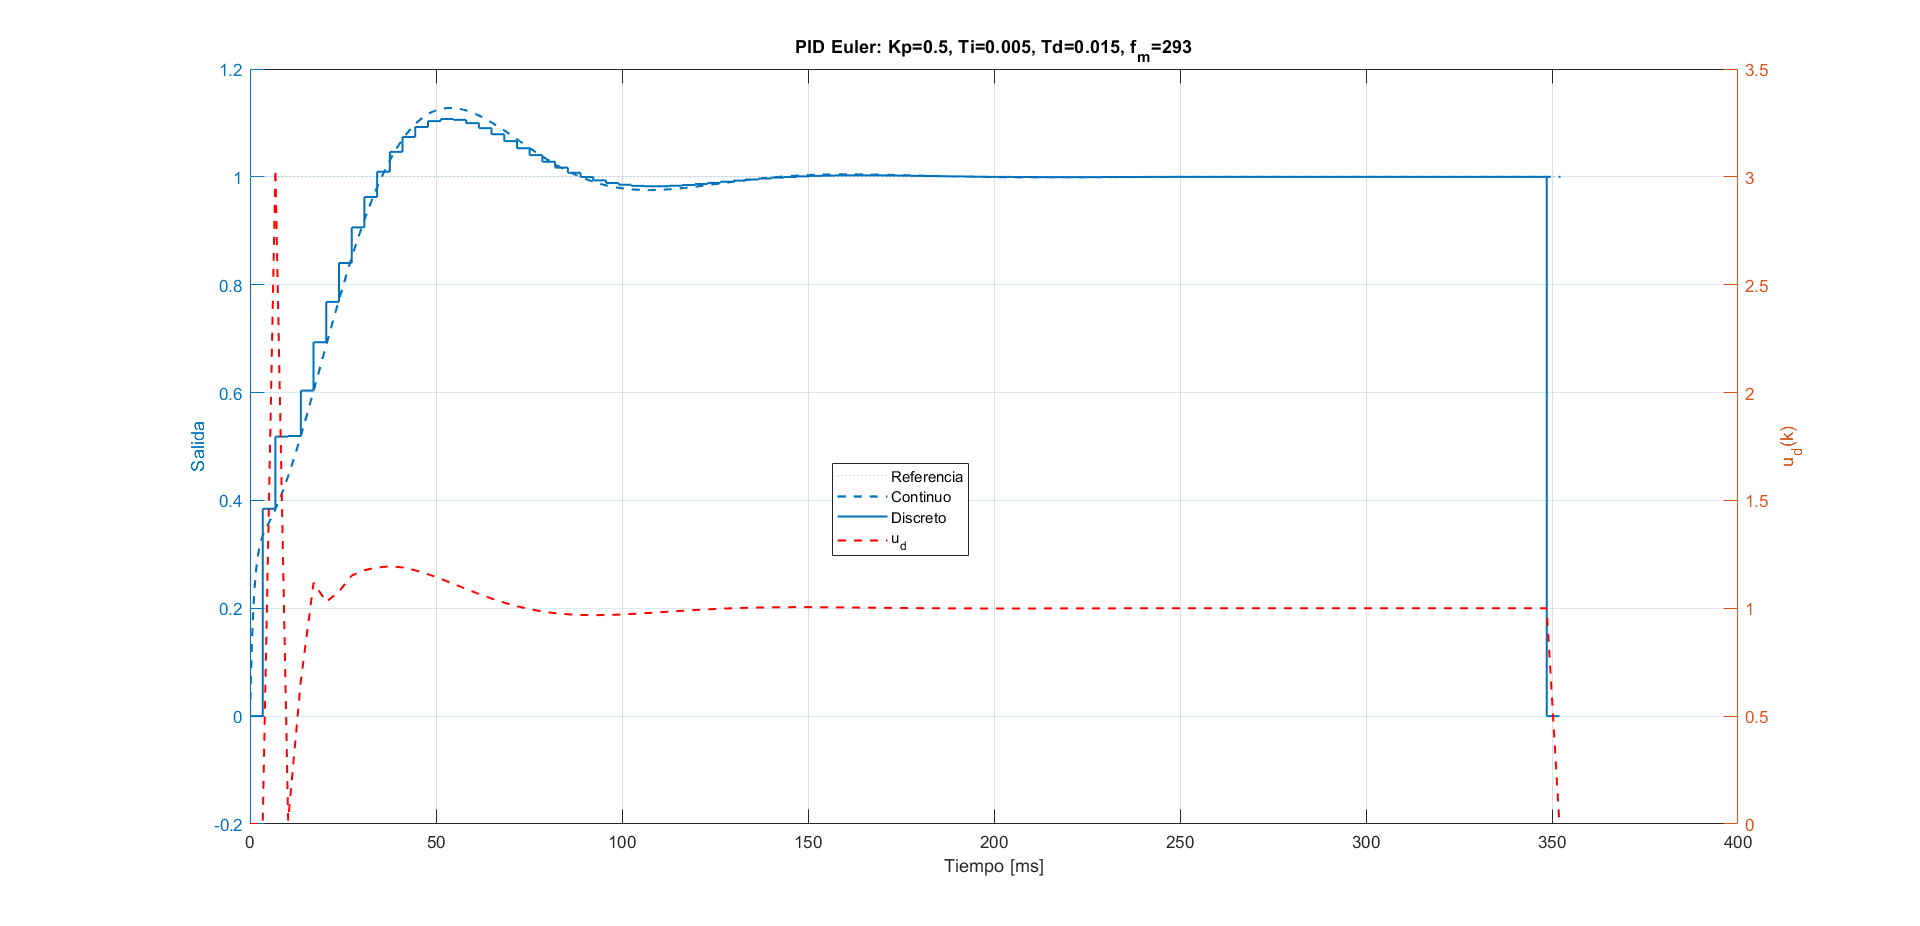 PID Euler: Kp=0.5, Ti=0.005, Td=0.015, fm=293
1.2
1
0.8
0.6
0.4
0.2
0
-0.2
Salida
3.5
3
2.5
2
1.5
1
0.5
0
ud(k)
Referencia
Continuo
Discreto
ud
0 50 100 150 200 250 300 350 400
Tiempo [ms]